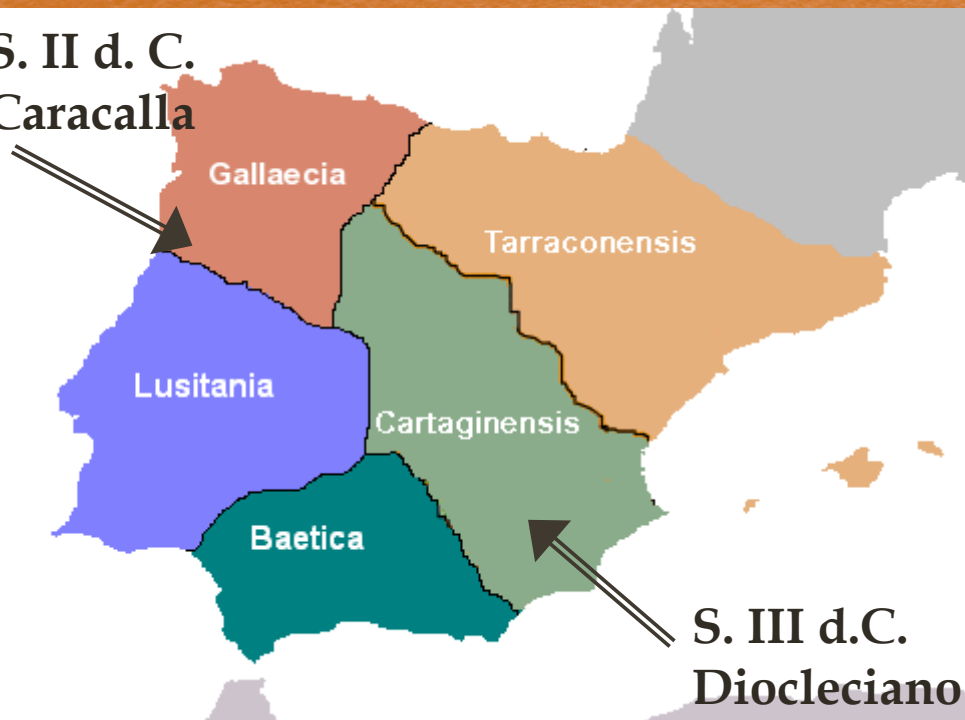 S. II d. C.
Caracalla
Gallaecia
Tarraconensis
Lusitania
Cartaginensis
Baetica
S. III d.C.
Diocleciano